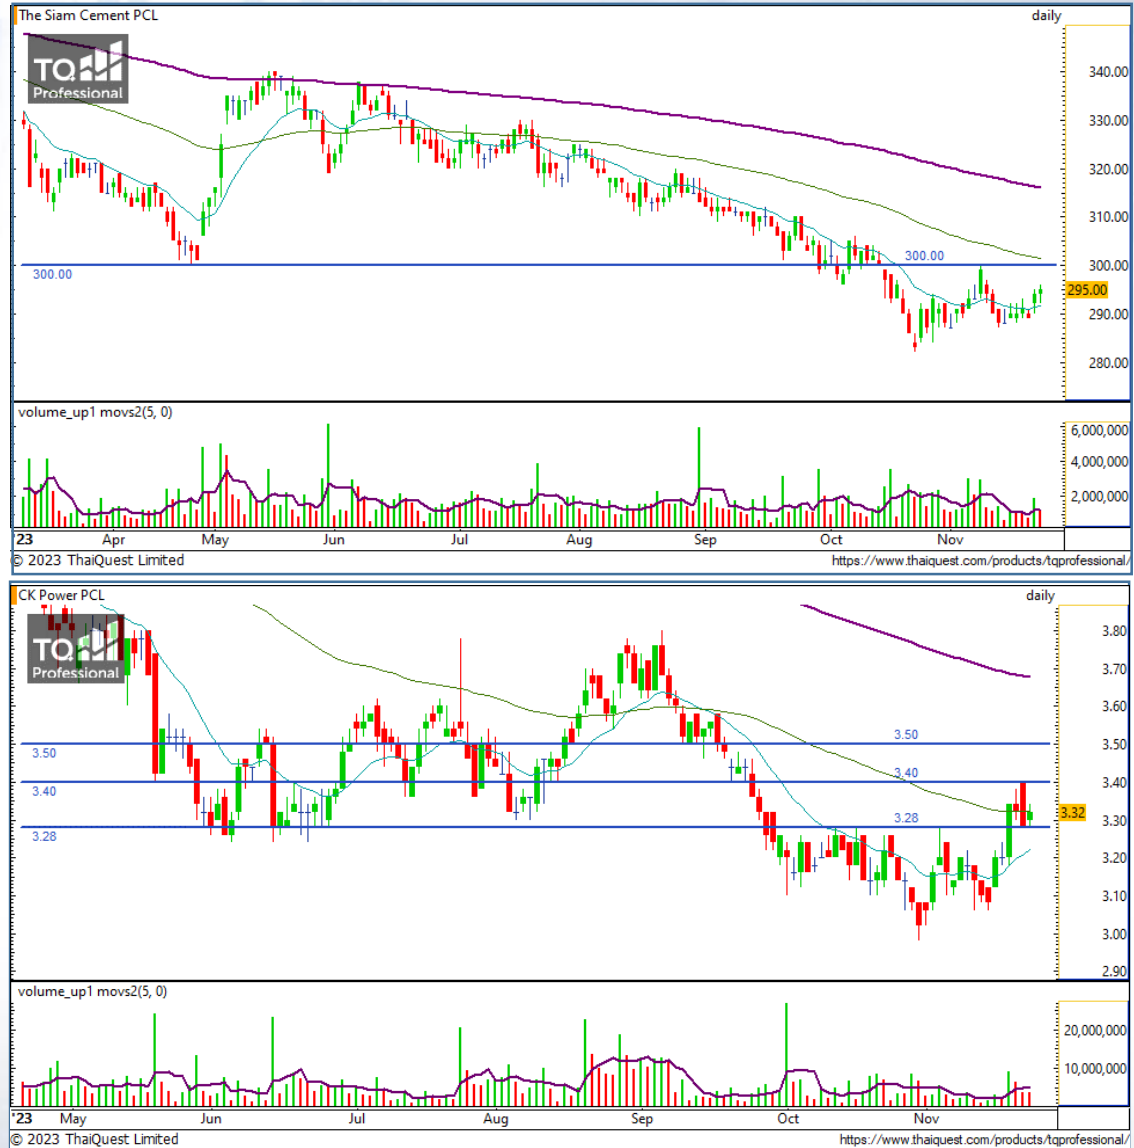 The Siam Cement PCL
daily
TQ
Professional
340.00
330.00
320.00
310.00
300.00
300.00
300.00
295.00
290.00
280.00
volume_up1 movs2(5, 0)
6,000,000
4,000,000
2,000,000
'23 Apr May Jun Jul Aug Sep Oct Nov
© 2023 ThaiQuest Limited
https://www.thaiquest.com/products/tqprofessional/
CK Power PCL
daily
TQ
Professional
3.80
3.70
3.60
3.50
3.50
3.50
3.40
3.40
3.40
3.32
3.30
3.28
3.28
3.20
3.10
3.00
2.90
volume_up1 movs2(5, 0)
20,000,000
10,000,000
'23 May Jun Jul Aug Sep Oct Nov
© 2023 ThaiQuest Limited
https://www.thaiquest.com/products/tqprofessional/